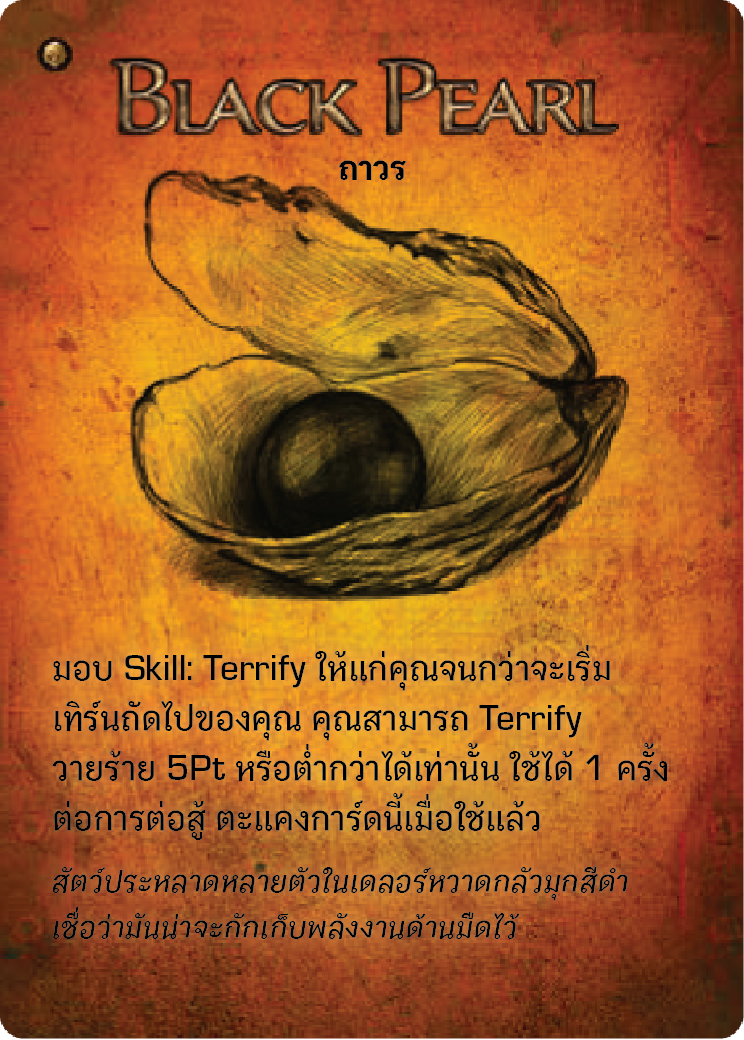 BLACK PEARL
ถาวร
มอบ Skill: Terrify ให้แก่คุณจนกว่าจะเริ่ม
เทิร์นถัดไปของคุณ คุณสามารถ Terrify
วายร้าย 5Pt หรือต่ำกว่าได้เท่านั้น ใช้ได้ 1 ครั้ง
ต่อการต่อสู้ ตะแคงการ์ดนี้เมื่อใช้แล้ว
สัตว์ประหลาดหลายตัวในเดลอร์หวาดกลัวมุกสีดำ
เชื่อว่ามันน่าจะกักเก็บพลังงานด้านมืดไว้